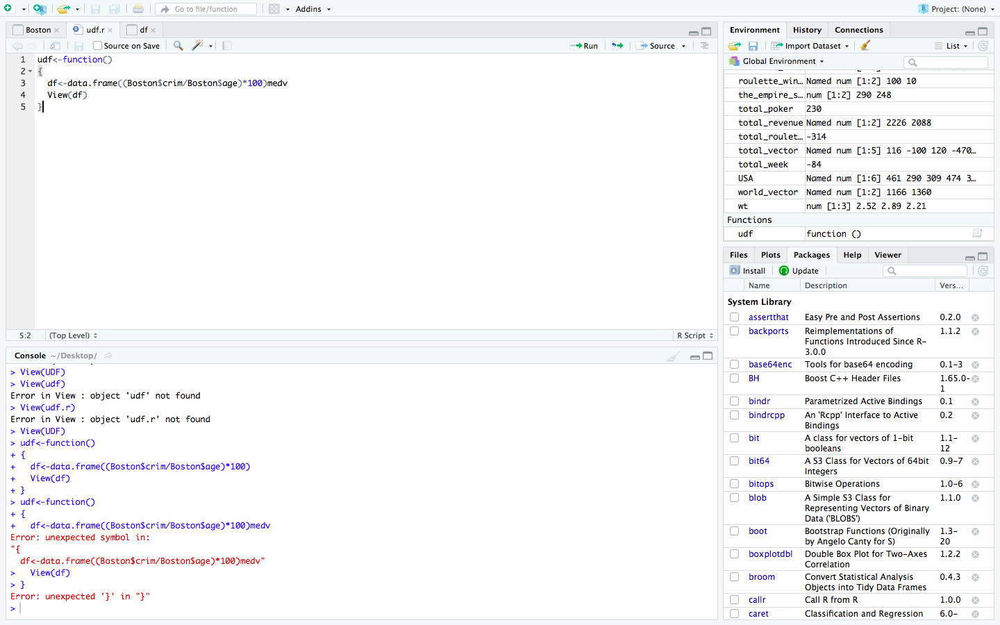 Go to file/function
Addins
Project: (None)
Boston
udf.r
df
Source on Save
Run
Source
1 udf<-function()
2 {
3 df<-data.frame((Boston$crim/Boston$age)*100)medv
4 View(df)
5 }
5:2
(Top Level)
R Script
Console ~/Desktop/
> View(UDF)
> View(udf)
Error in View : object 'udf' not found
> View(udf.r)
Error in View : object 'udf.r' not found
> View(UDF)
> udf<-function()
+ {
+ df<-data.frame((Boston$crim/Boston$age)*100)
+ View(df)
+ }
> udf<-function()
+ {
+ df<-data.frame((Boston$crim/Boston$age)*100)medv
Error: unexpected symbol in:
"{
df<-data.frame((Boston$crim/Boston$age)*100)medv"
> View(df)
> }
Error: unexpected '}' in "}"
>
Environment
History
Connections
Import Dataset
List
Global Environment
roulette_win… Named num [1:2] 100 10
the_empire_s… num [1:2] 290 248
total_poker 230
total_revenue Named num [1:2] 2226 2088
total_roulet… -314
total_vector Named num [1:5] 116 -100 120 -470…
total_week -84
USA Named num [1:6] 461 290 309 474 3…
world_vector Named num [1:2] 1166 1360
wt num [1:3] 2.52 2.89 2.21
Functions
udf function ()
Files
Plots
Packages
Help
Viewer
Install
Update
Name Description Vers…
System Library
assertthat Easy Pre and Post Assertions 0.2.0
backports Reimplementations of 1.1.2
Functions Introduced Since R-
3.0.0
base64enc Tools for base64 encoding 0.1-3
BH Boost C++ Header Files 1.65.0-
1
bindr Parametrized Active Bindings 0.1
bindrcpp An 'Rcpp' Interface to Active 0.2
Bindings
bit A class for vectors of 1-bit 1.1-
booleans 12
bit64 A S3 Class for Vectors of 64bit 0.9-7
Integers
bitops Bitwise Operations 1.0-6
blob A Simple S3 Class for 1.1.0
Representing Vectors of Binary
Data ('BLOBS')
boot Bootstrap Functions (Originally 1.3-
by Angelo Canty for S) 20
boxplotdbl Double Box Plot for Two-Axes 1.2.2
Correlation
broom Convert Statistical Analysis 0.4.3
Objects into Tidy Data Frames
callr Call R from R 1.0.0
caret Classification and Regression 6.0-